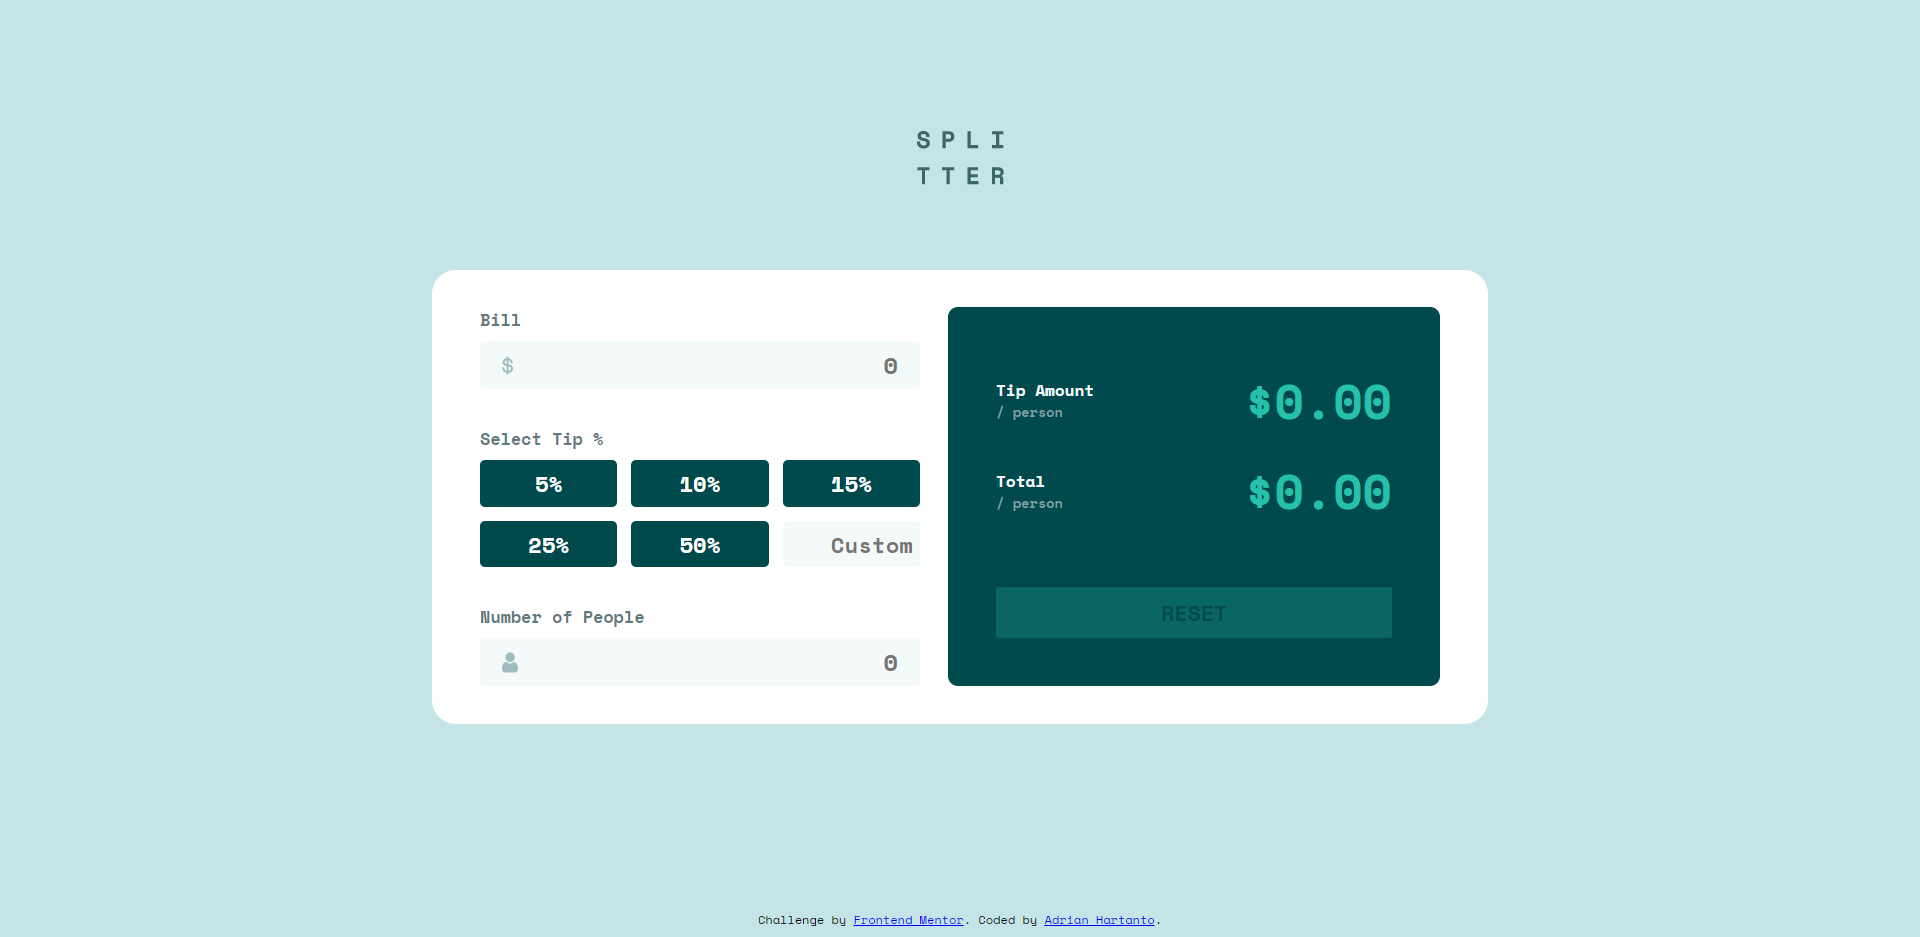 SPLI
TTER
Bill
$ 0
Select Tip %
5% 10% 15%
25% 50% Custom
Number of People
0
Tip Amount
/ person
$0.00
Total
/ person
$0.00
RESET
Challenge by Frontend Mentor. Coded by Adrian Hartanto.